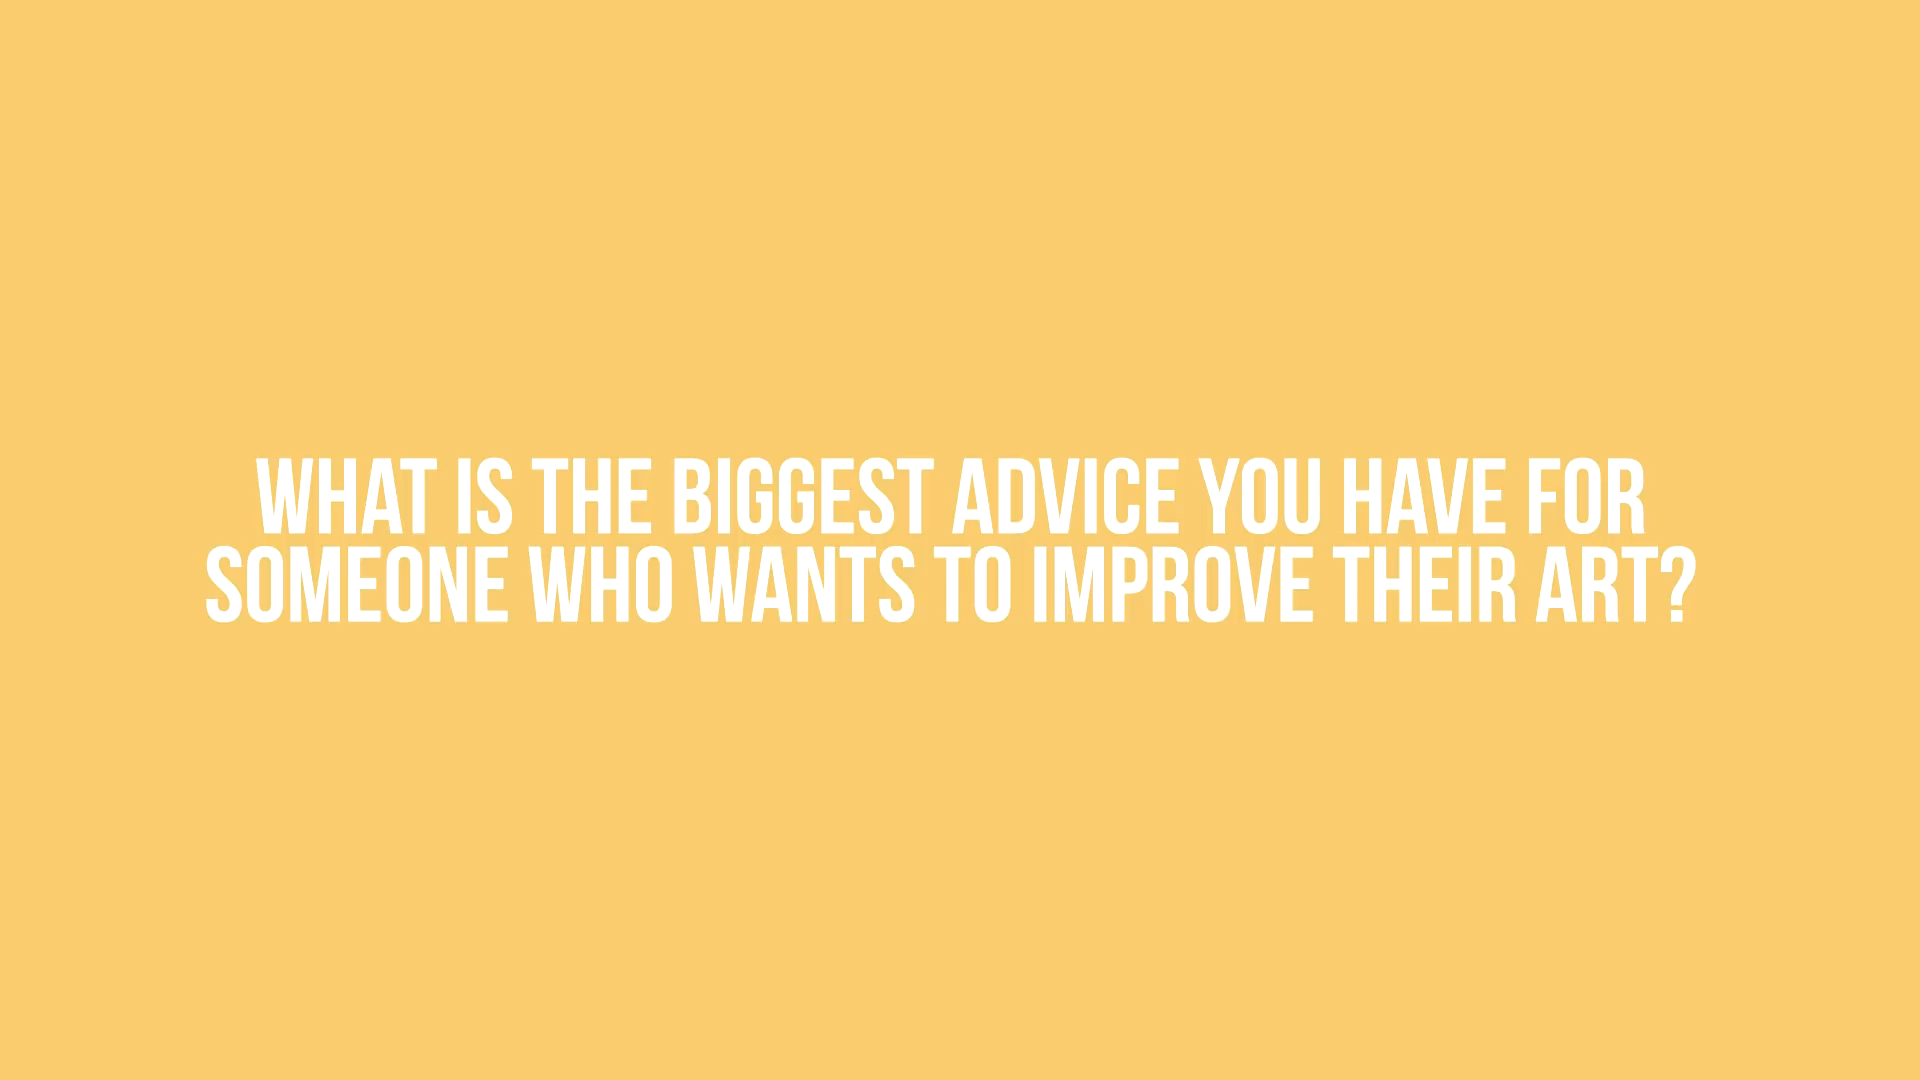 WHAT IS THE BIGGEST ADVICE YOU HAVE FOR
SOMEONE WHO WANTS TO IMPROVE THEIR ART?